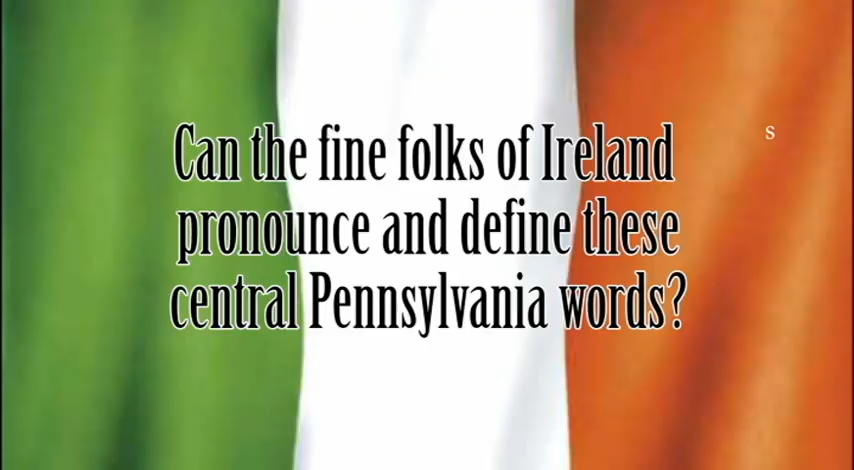 s
Can the fine folks of Ireland
pronounce and define these
central Pennsylvania words?